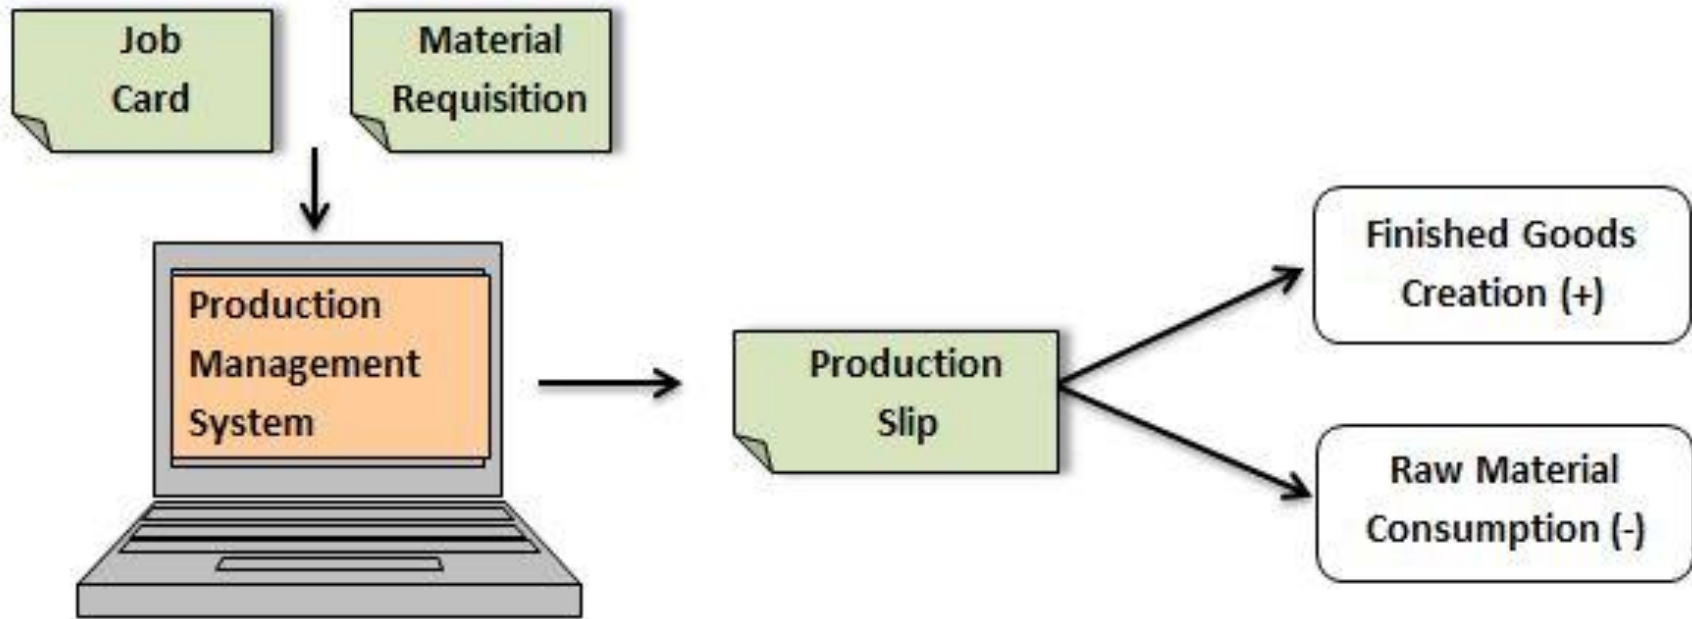 Job
Card
Material
Requisition
Production
Management
System
Production
Slip
Finished Goods
Creation (+)
Raw Material
Consumption (-)